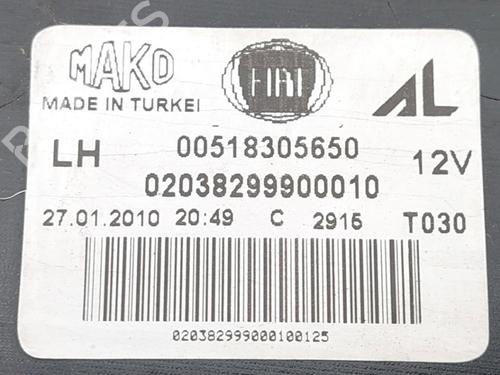 MAKO
FIAT
AL
MADE IN TURKEI
LH
00518305650
12V
02038299900010
27.01.2010 20:49 C 2915 T030
020382999000100125